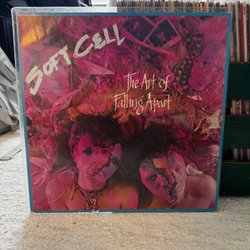 SOFT CELL
The Art of
Falling Apart